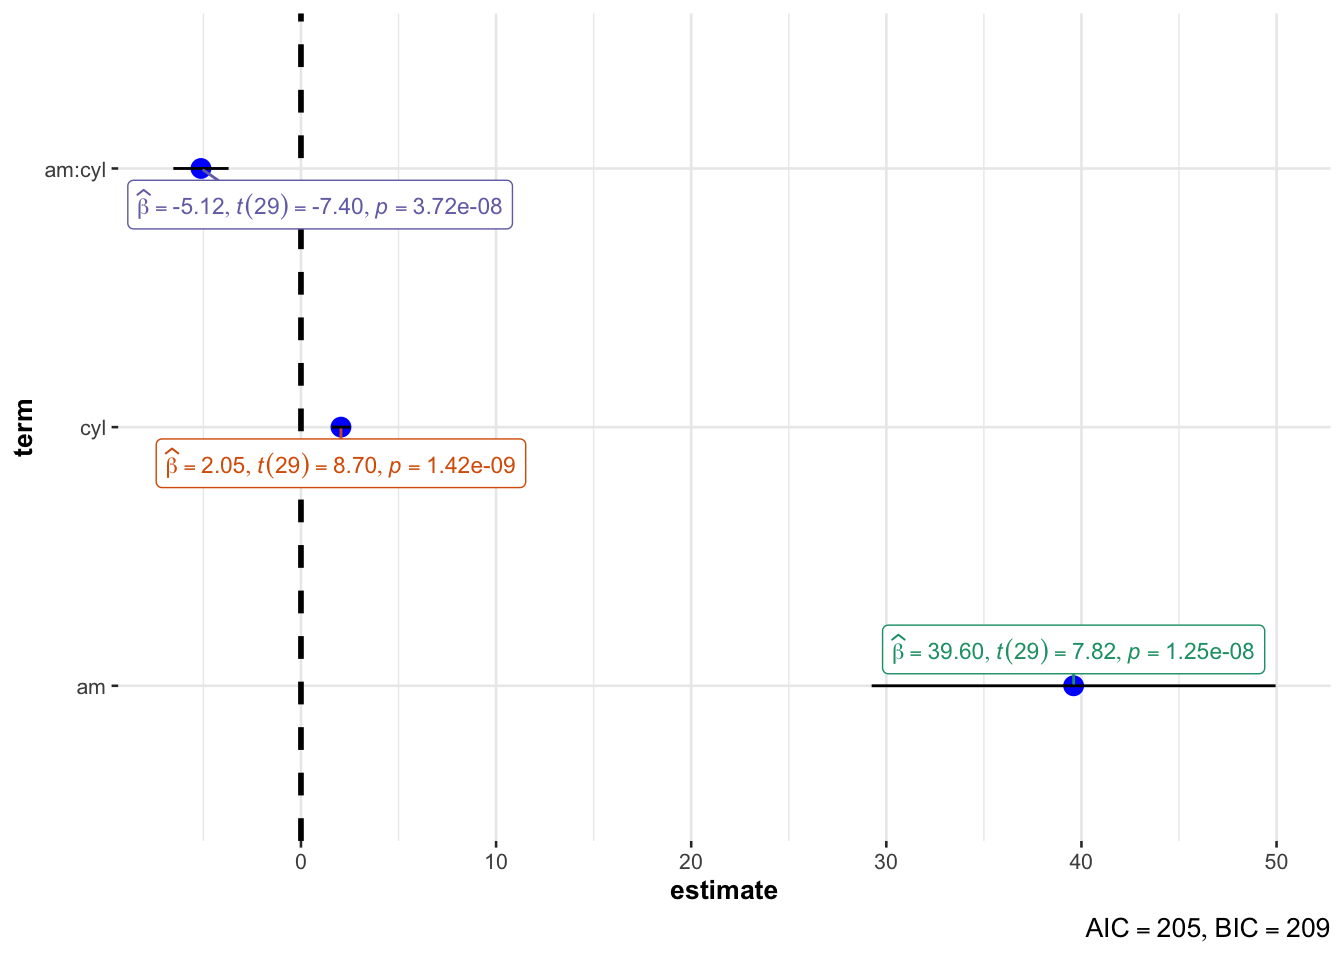 am:cyl
β̂ = -5.12, t(29) = -7.40, p = 3.72e-08
cyl
β̂ = 2.05, t(29) = 8.70, p = 1.42e-09
β̂ = 39.60, t(29) = 7.82, p = 1.25e-08
am
term
0 10 20 30 40 50
estimate
AIC = 205, BIC = 209